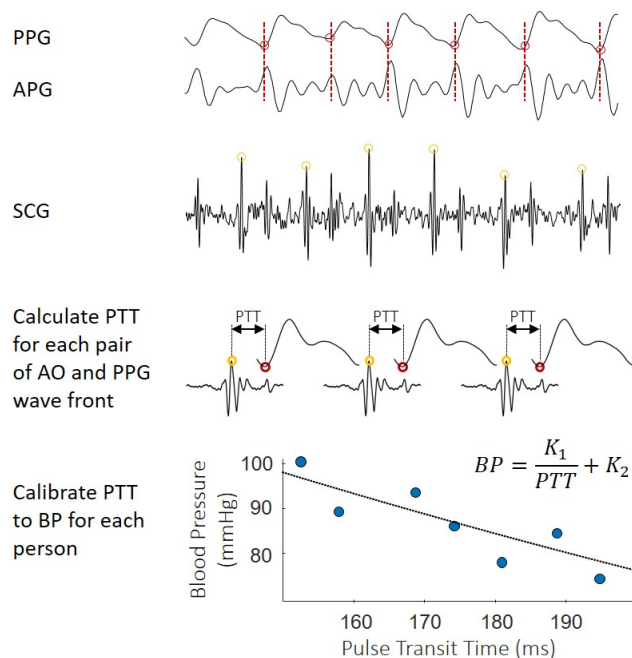 PPG
APG
SCG
Calculate PTT
for each pair
of AO and PPG
wave front
PTT
PTT
PTT
Calibrate PTT
to BP for each
person
Blood Pressure
(mmHg)
100
90
80
BP = K₁/PTT + K₂
160
170
180
190
Pulse Transit Time (ms)